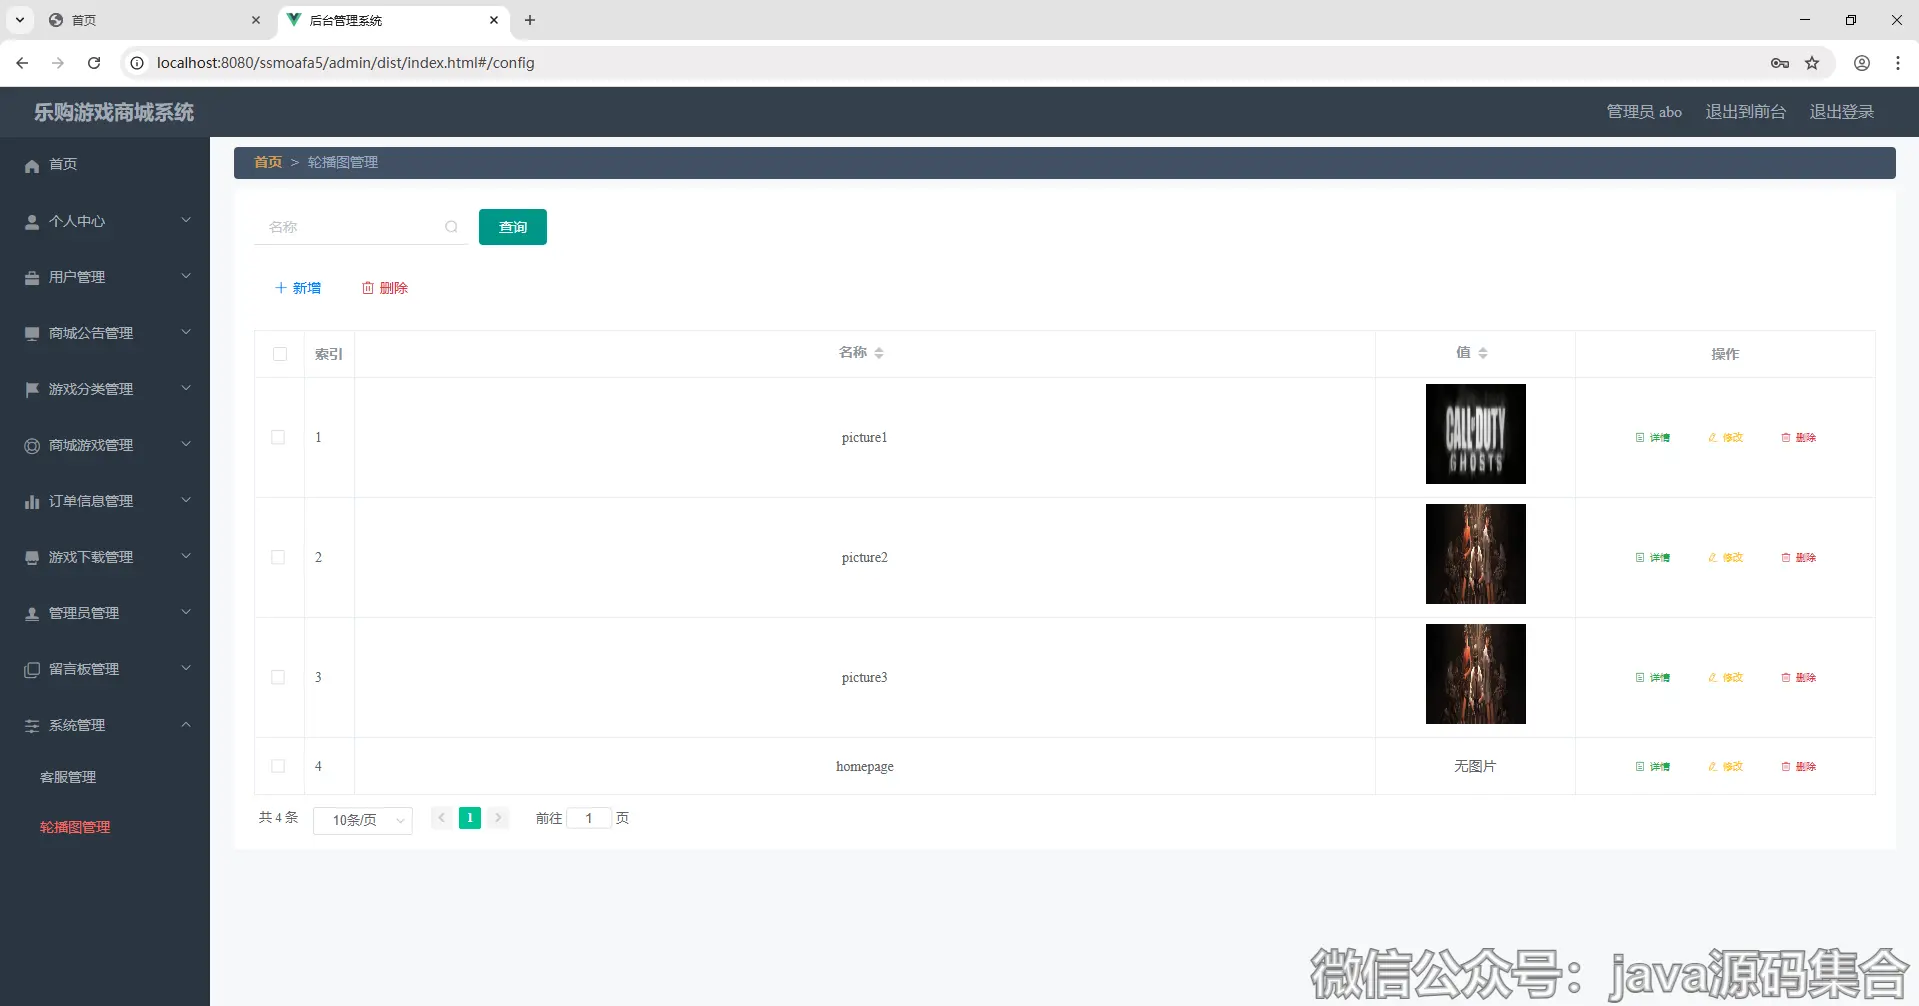 首页
后台管理系统
localhost:8080/ssmoafa5/admin/dist/index.html#/config
乐购游戏商城系统
管理员 abo
退出到前台
退出登录
首页
个人中心
用户管理
商城公告管理
游戏分类管理
商城游戏管理
订单信息管理
游戏下载管理
管理员管理
留言板管理
系统管理
客服管理
轮播图管理
首页 > 轮播图管理
名称
查询
新增
删除
索引 名称 值 操作
1 picture1 详情 修改 删除
CALL OF DUTY
GHOSTS
2 picture2 详情 修改 删除
3 picture3 详情 修改 删除
4 homepage 无图片 详情 修改 删除
共 4 条 10条/页 1 前往 1 页
微信公众号：java源码集合